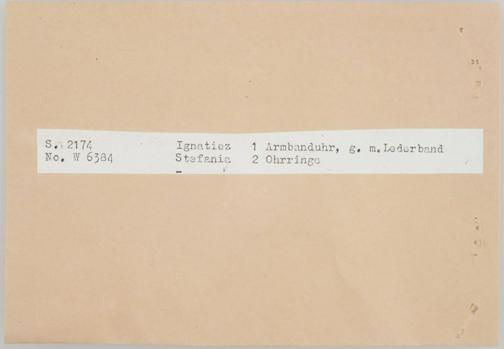 S. 2174 Ignatiez 1 Armbanduhr, g. m.Lederband
No. W 6384 Stefania 2 Ohrringe